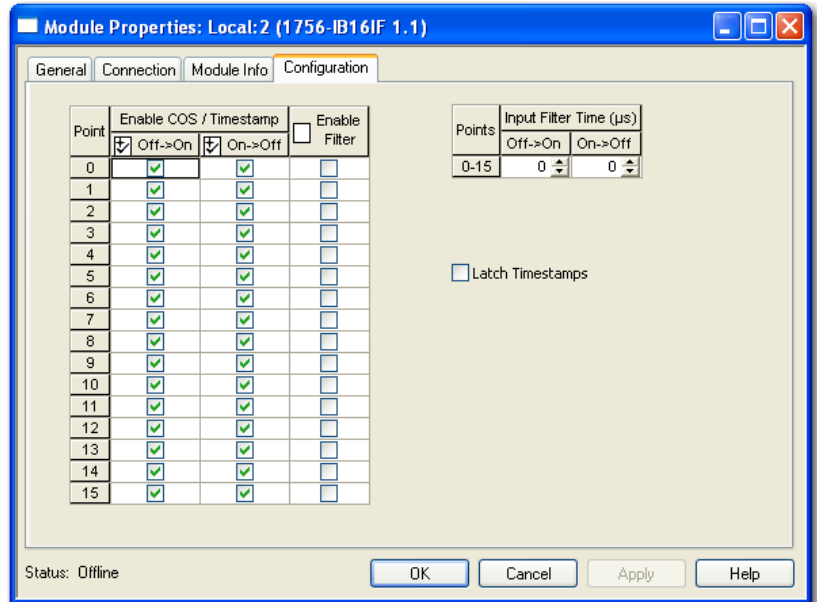 Module Properties: Local:2 (1756-IB16IF 1.1)
General Connection Module Info Configuration
Point Enable COS / Timestamp Enable Filter
Off->On On->Off
0
1
2
3
4
5
6
7
8
9
10
11
12
13
14
15
Points Input Filter Time (µs)
Off->On On->Off
0-15 0 0
Latch Timestamps
Status: Offline
OK Cancel Apply Help